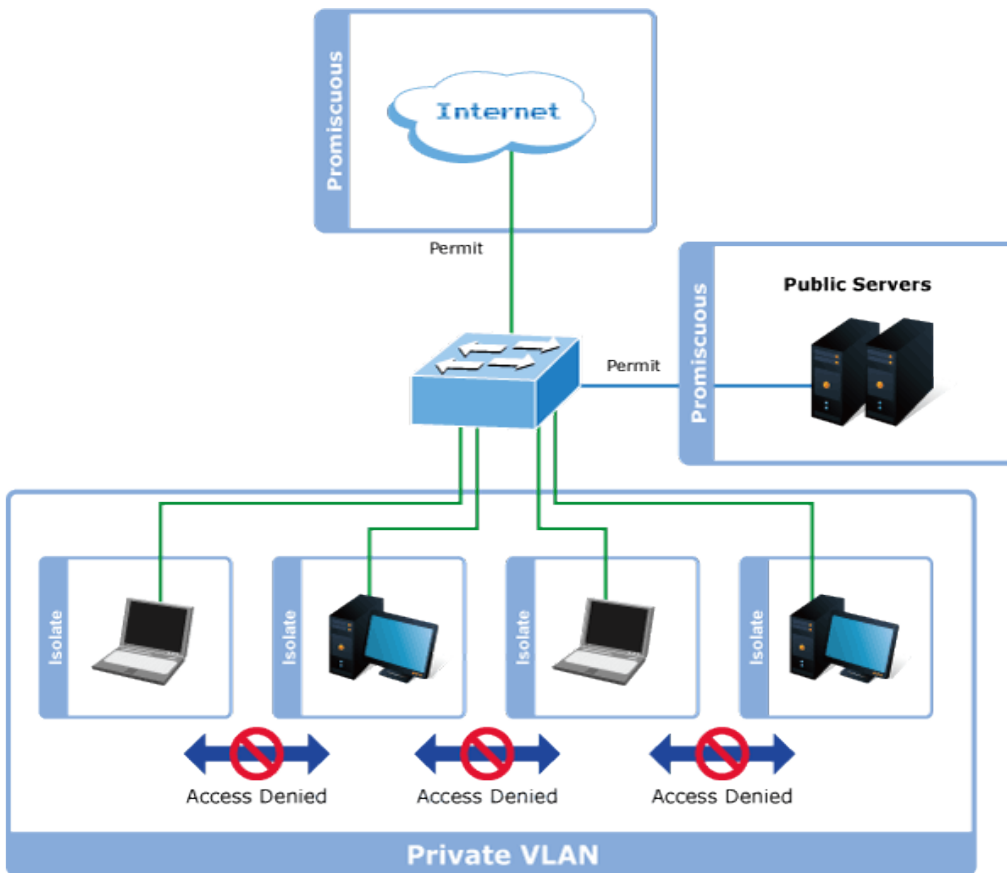 Promiscuous
Internet
Permit
Public Servers
Permit
Promiscuous
Isolate
Isolate
Isolate
Isolate
Access Denied
Access Denied
Access Denied
Private VLAN